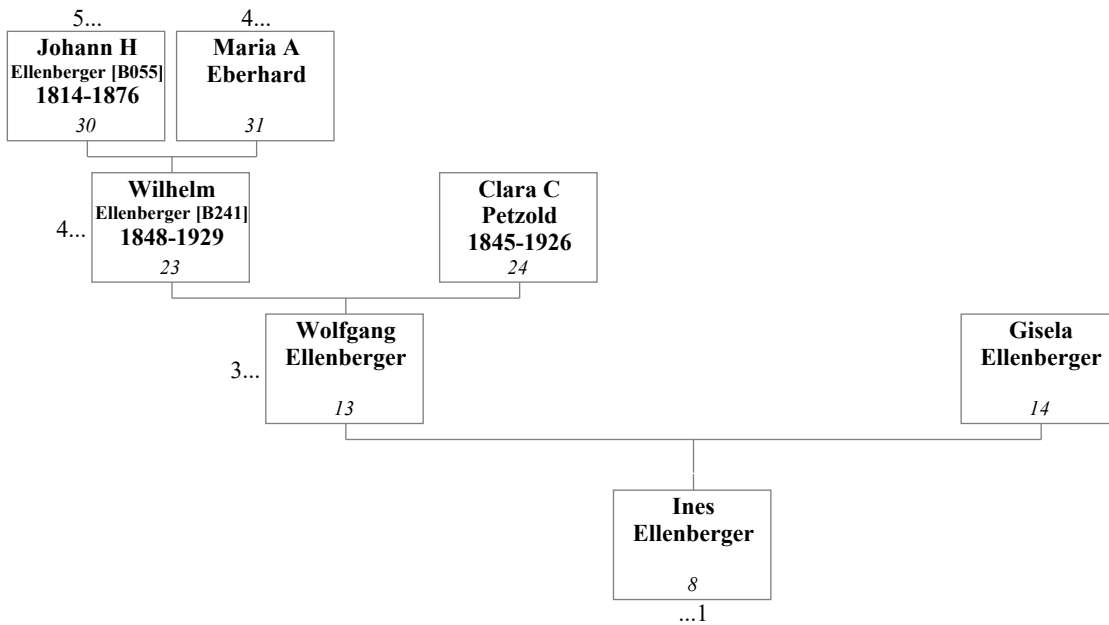 5...
4...
Johann H
Ellenberger [B055]
1814-1876
30
Maria A
Eberhard
31
4...
Wilhelm
Ellenberger [B241]
1848-1929
23
Clara C
Petzold
1845-1926
24
3...
Wolfgang
Ellenberger
13
Gisela
Ellenberger
14
Ines
Ellenberger
8
...1